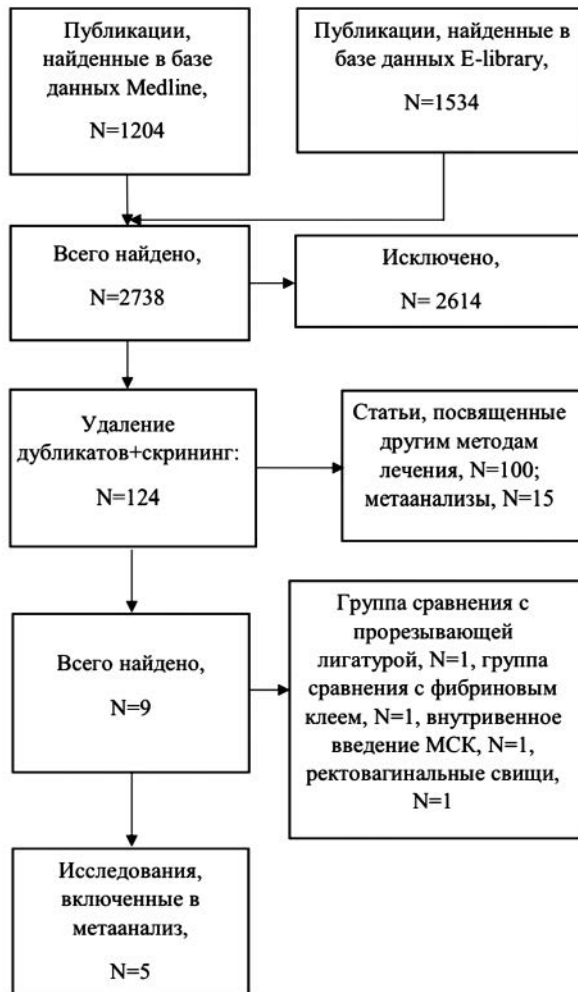 Публикации,
найденные в базе
данных Medline,
N=1204
Публикации, найденные в
базе данных E-library,
N=1534
Всего найдено,
N=2738
Исключено,
N= 2614
Удаление
дубликатов+скрининг:
N=124
Статьи, посвященные
другим методам
лечения, N=100;
метаанализы, N=15
Всего найдено,
N=9
Группа сравнения с
прорезывающей
лигатурой, N=1, группа
сравнения с фибриновым
клеем, N=1, внутривенное
введение МСК, N=1,
ректовагинальные свищи,
N=1
Исследования,
включенные в
метаанализ,
N=5